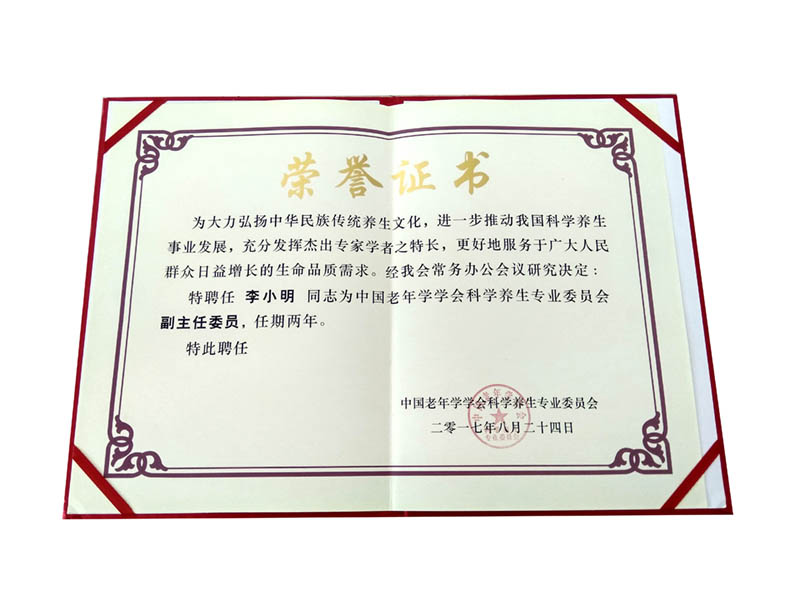 荣誉证书
为大力弘扬中华民族传统养生文化，进一步推动我国科学养生
事业发展，充分发挥杰出专家学者之特长，更好地服务于广大人民
群众日益增长的生命品质需求。经我会常务办公会议研究决定：
特聘任 李小明 同志为中国老年学学会科学养生专业委员会
副主任委员，任期两年。
特此聘任
中国老年学学会科学养生专业委员会
二零一七年八月二十四日
专业委员会